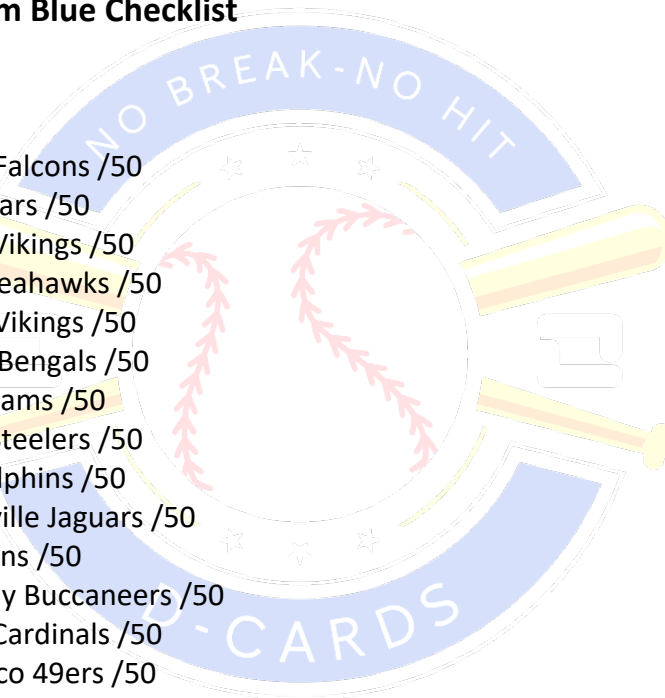 m Blue Checklist
NO BREAK-NO HIT
Falcons /50
ars /50
Vikings /50
eahawks /50
Vikings /50
Bengals /50
ams /50
Steelers /50
lphins /50
ville Jaguars /50
ns /50
y Buccaneers /50
Cardinals /50
co 49ers /50
D-CARDS